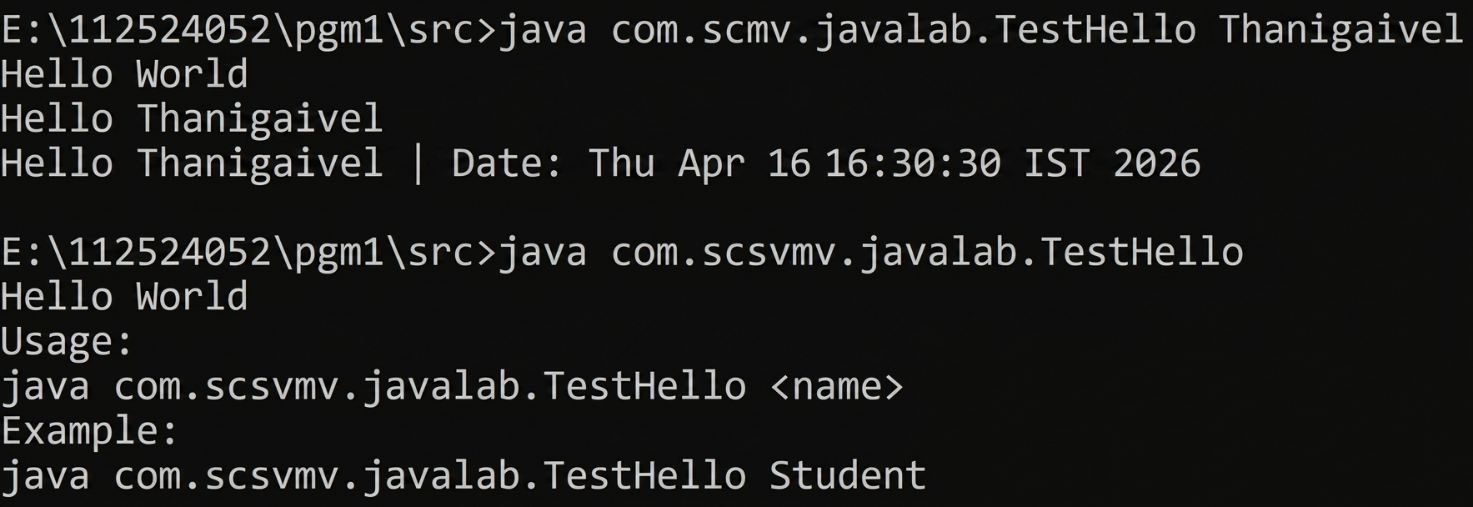 E:\112524052\pgm1\src>java com.scmv.javalab.TestHello Thanigaivel
Hello World
Hello Thanigaivel
Hello Thanigaivel | Date: Thu Apr 16 16:30:30 IST 2026
E:\112524052\pgm1\src>java com.scsvmv.javalab.TestHello
Hello World
Usage:
java com.scsvmv.javalab.TestHello <name>
Example:
java com.scsvmv.javalab.TestHello Student